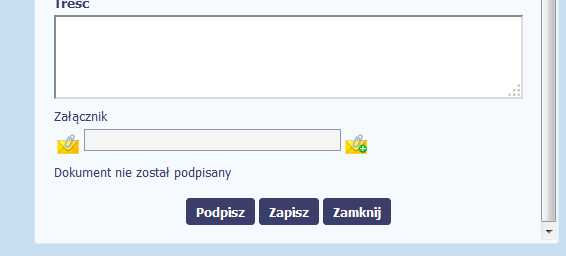 Treść
Załącznik
Dokument nie został podpisany
Podpisz Zapisz Zamknij